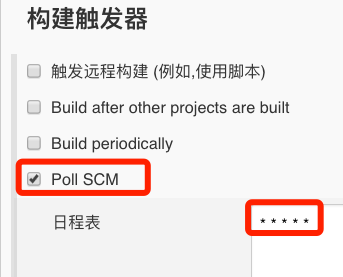 构建触发器
触发远程构建 (例如,使用脚本)
Build after other projects are built
Build periodically
Poll SCM
日程表
* * * * *